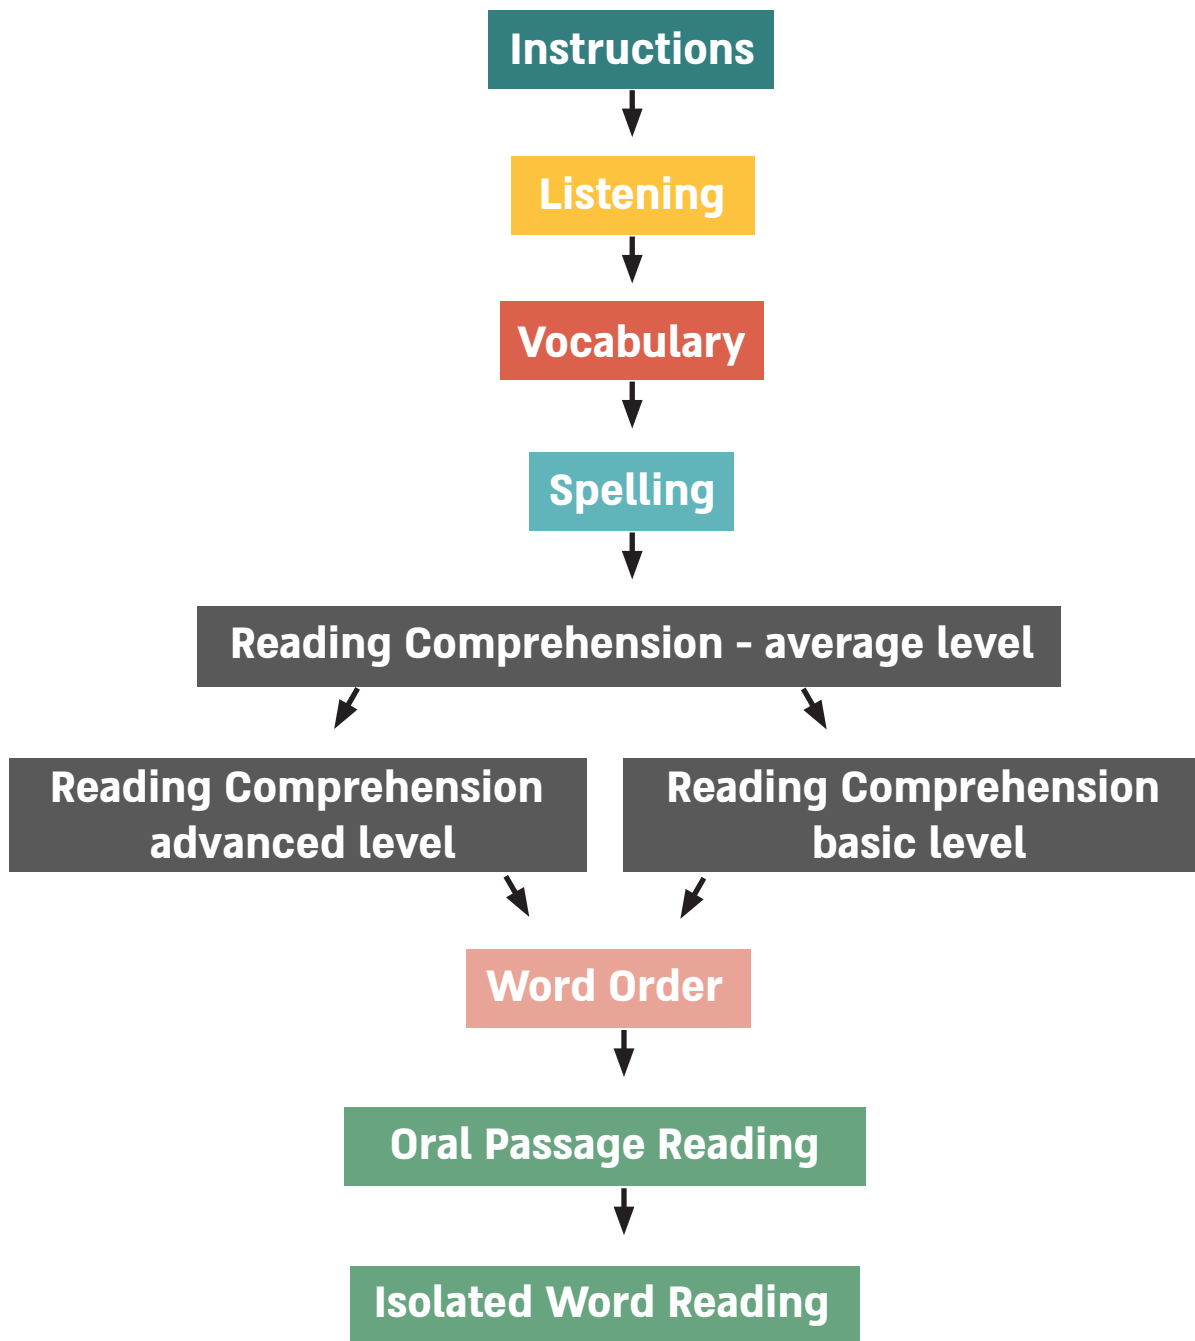 Instructions
Listening
Vocabulary
Spelling
Reading Comprehension - average level
Reading Comprehension
advanced level
Reading Comprehension
basic level
Word Order
Oral Passage Reading
Isolated Word Reading